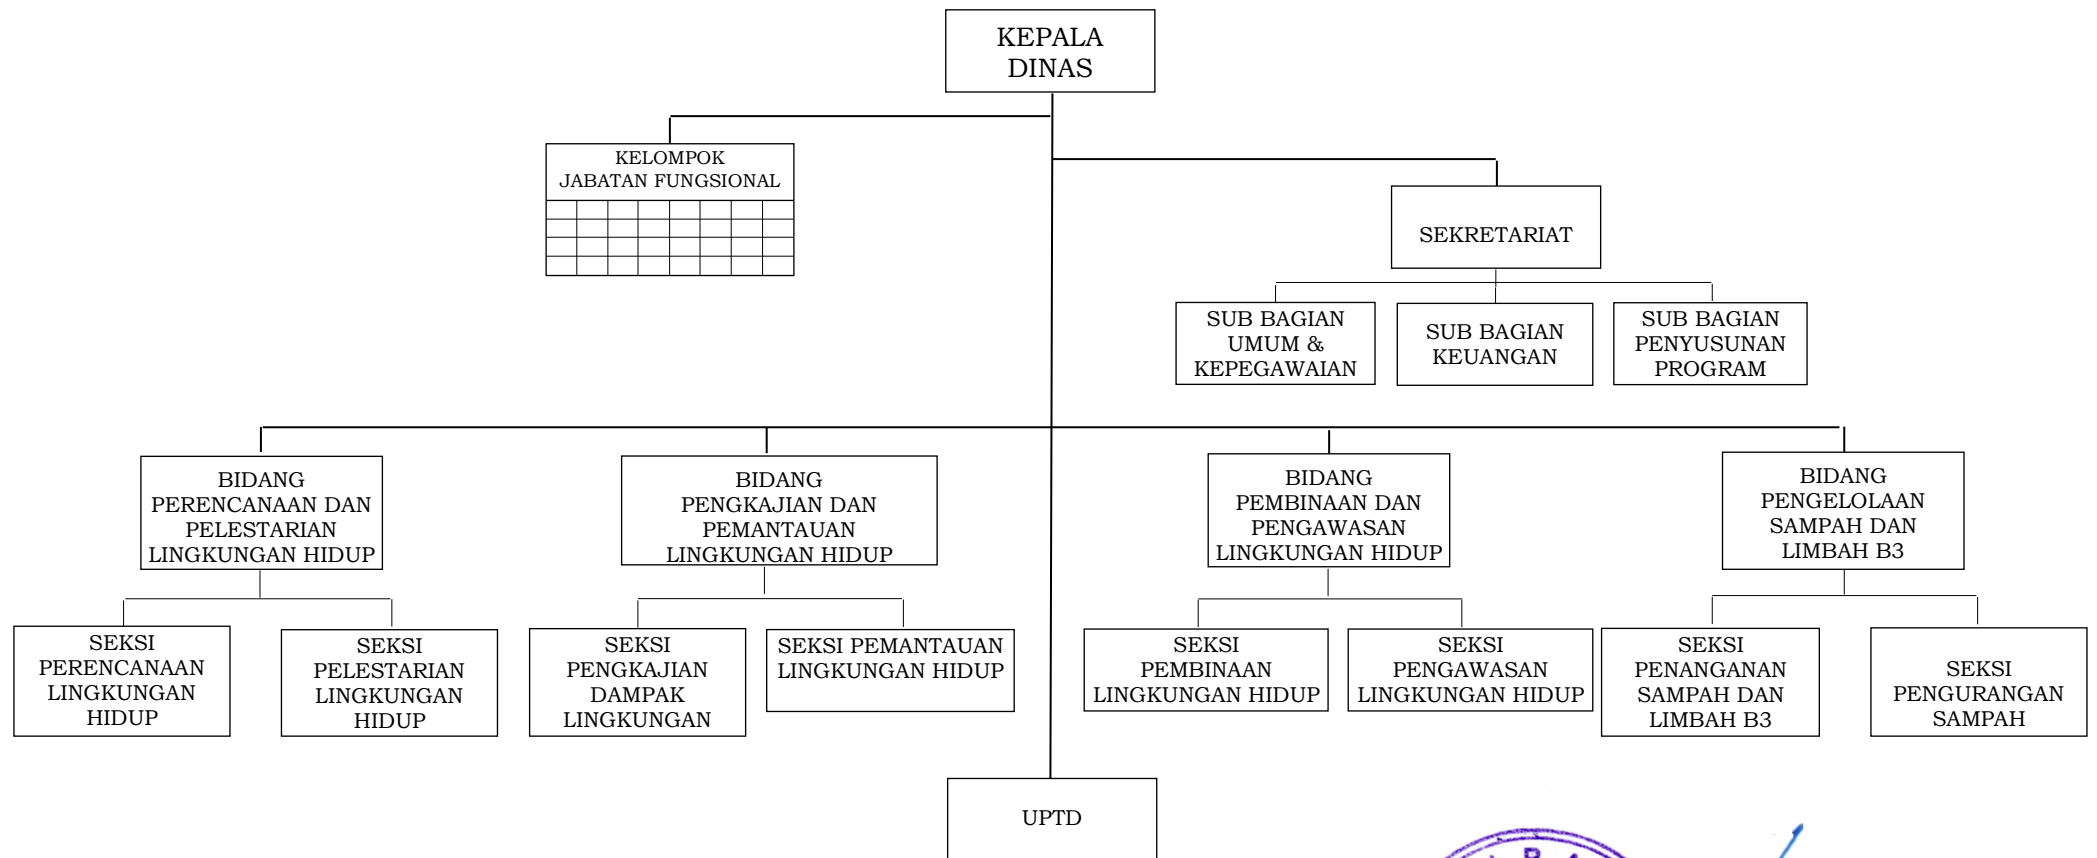 KEPALA
DINAS
KELOMPOK
JABATAN FUNGSIONAL
SEKRETARIAT
SUB BAGIAN
UMUM &
KEPEGAWAIAN
SUB BAGIAN
KEUANGAN
SUB BAGIAN
PENYUSUNAN
PROGRAM
BIDANG
PERENCANAAN DAN
PELESTARIAN
LINGKUNGAN HIDUP
BIDANG
PENGKAJIAN DAN
PEMANTAUAN
LINGKUNGAN HIDUP
BIDANG
PEMBINAAN DAN
PENGAWASAN
LINGKUNGAN HIDUP
BIDANG
PENGELOLAAN
SAMPAH DAN
LIMBAH B3
SEKSI
PERENCANAAN
LINGKUNGAN
HIDUP
SEKSI
PELESTARIAN
LINGKUNGAN
HIDUP
SEKSI
PENGKAJIAN
DAMPAK
LINGKUNGAN
SEKSI PEMANTAUAN
LINGKUNGAN HIDUP
SEKSI
PEMBINAAN
LINGKUNGAN HIDUP
SEKSI
PENGAWASAN
LINGKUNGAN HIDUP
SEKSI
PENANGANAN
SAMPAH DAN
LIMBAH B3
SEKSI
PENGURANGAN
SAMPAH
UPTD